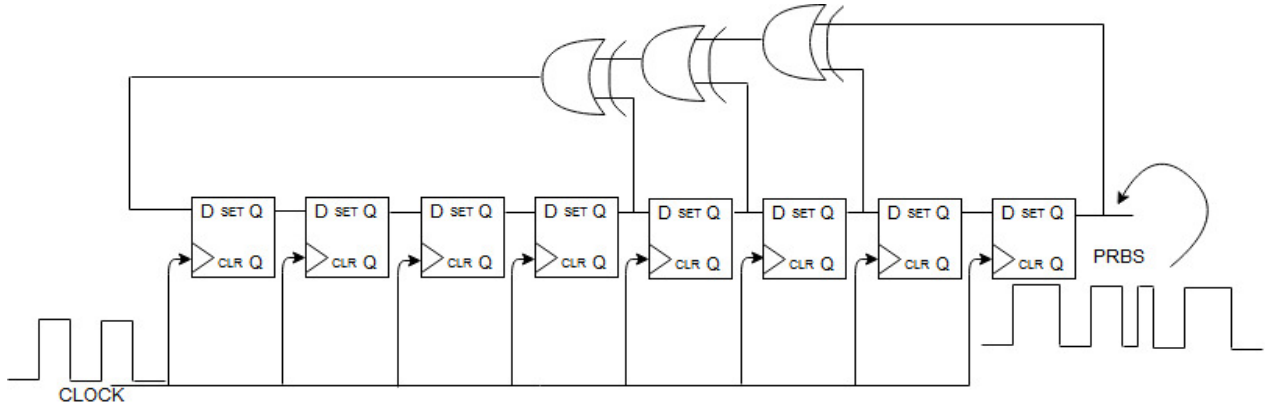 D SET Q D SET Q D SET Q D SET Q D SET Q D SET Q D SET Q D SET Q
CLR Q CLR Q CLR Q CLR Q CLR Q CLR Q CLR Q CLR Q
PRBS
CLOCK